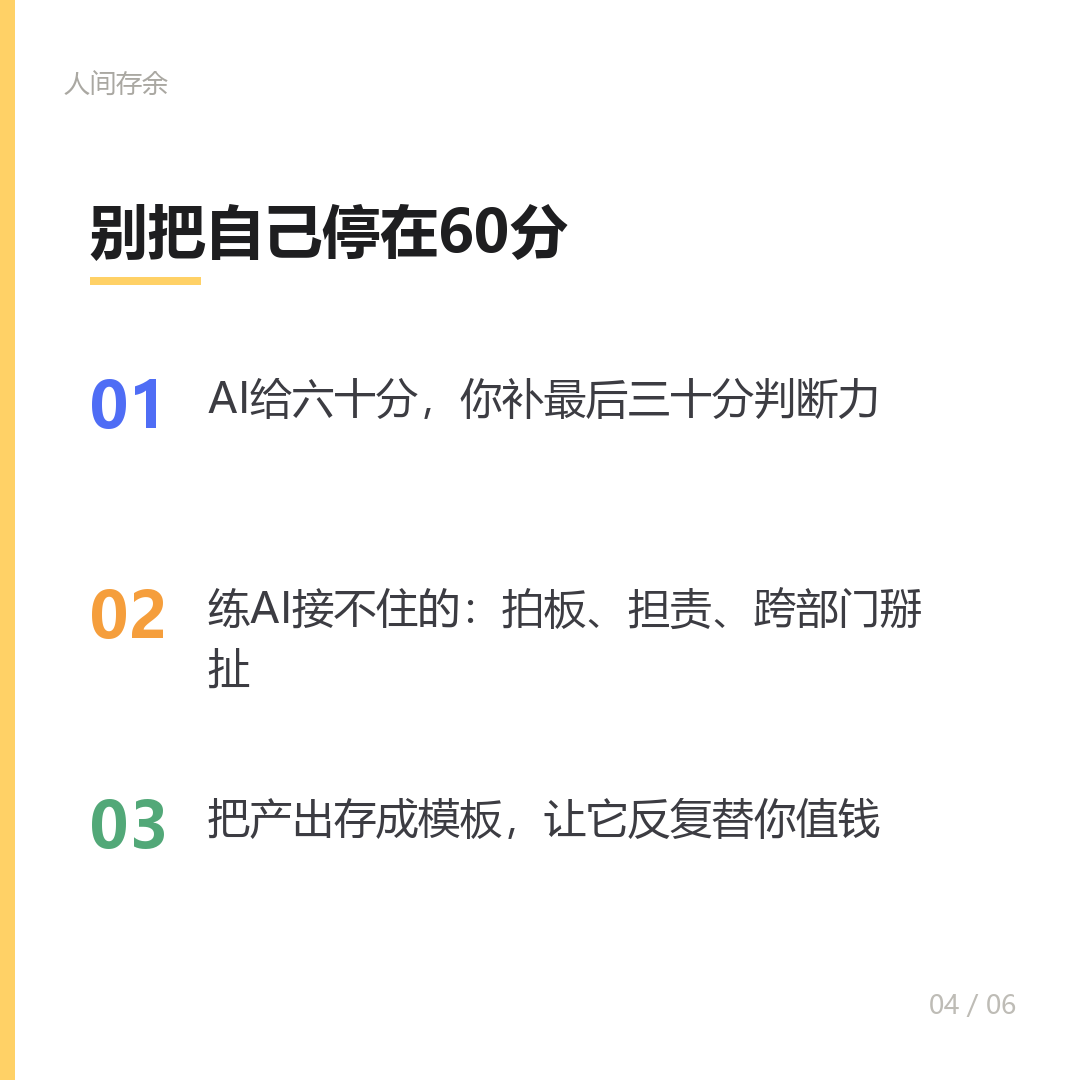 人间存余
别把自己停在60分
01 AI给六十分，你补最后三十分判断力
02 练AI接不住的：拍板、担责、跨部门掰
扯
03 把产出存成模板，让它反复替你值钱
04 / 06